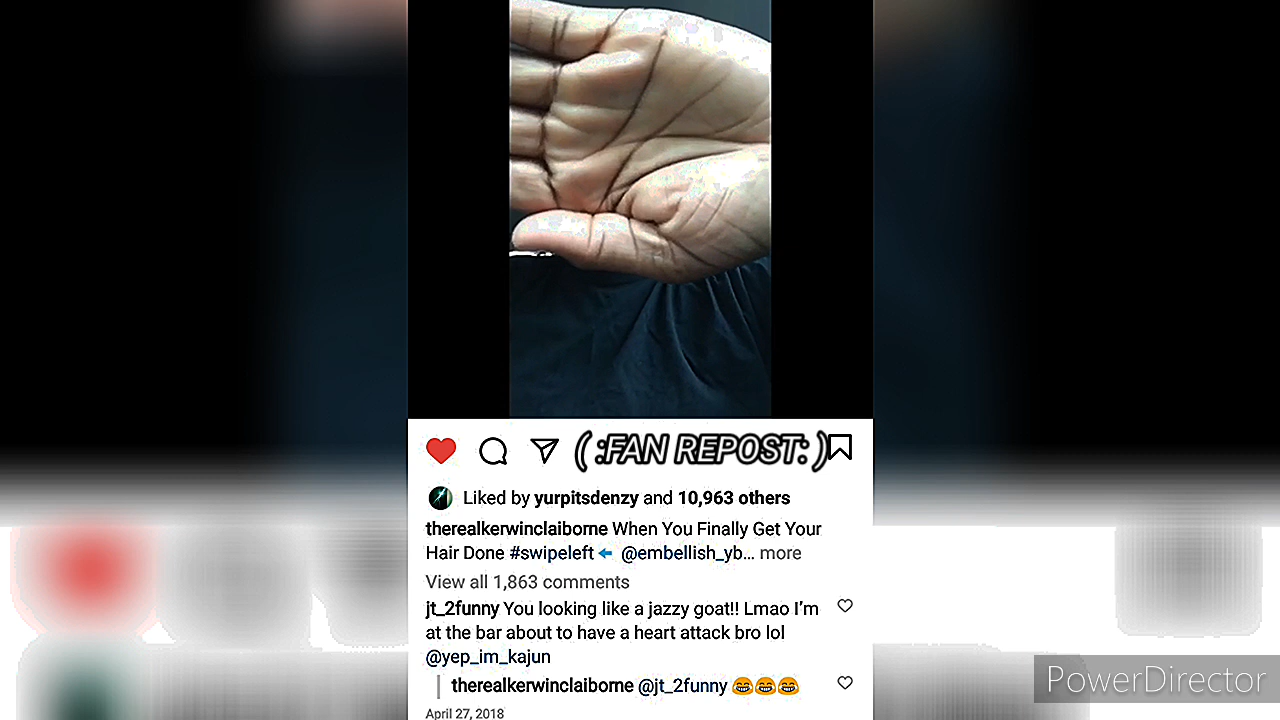 ( :FAN REPOST: )
Liked by yurpitsdenzy and 10,963 others
therealkerwinclaiborne When You Finally Get Your
Hair Done #swipeleft⬅ @embellish_yb... more
View all 1,863 comments
jt_2funny You looking like a jazzy goat!! Lmao I’m
at the bar about to have a heart attack bro lol
@yep_im_kajun
therealkerwinclaiborne @jt_2funny 😂😂😂
April 27, 2018
PowerDirector